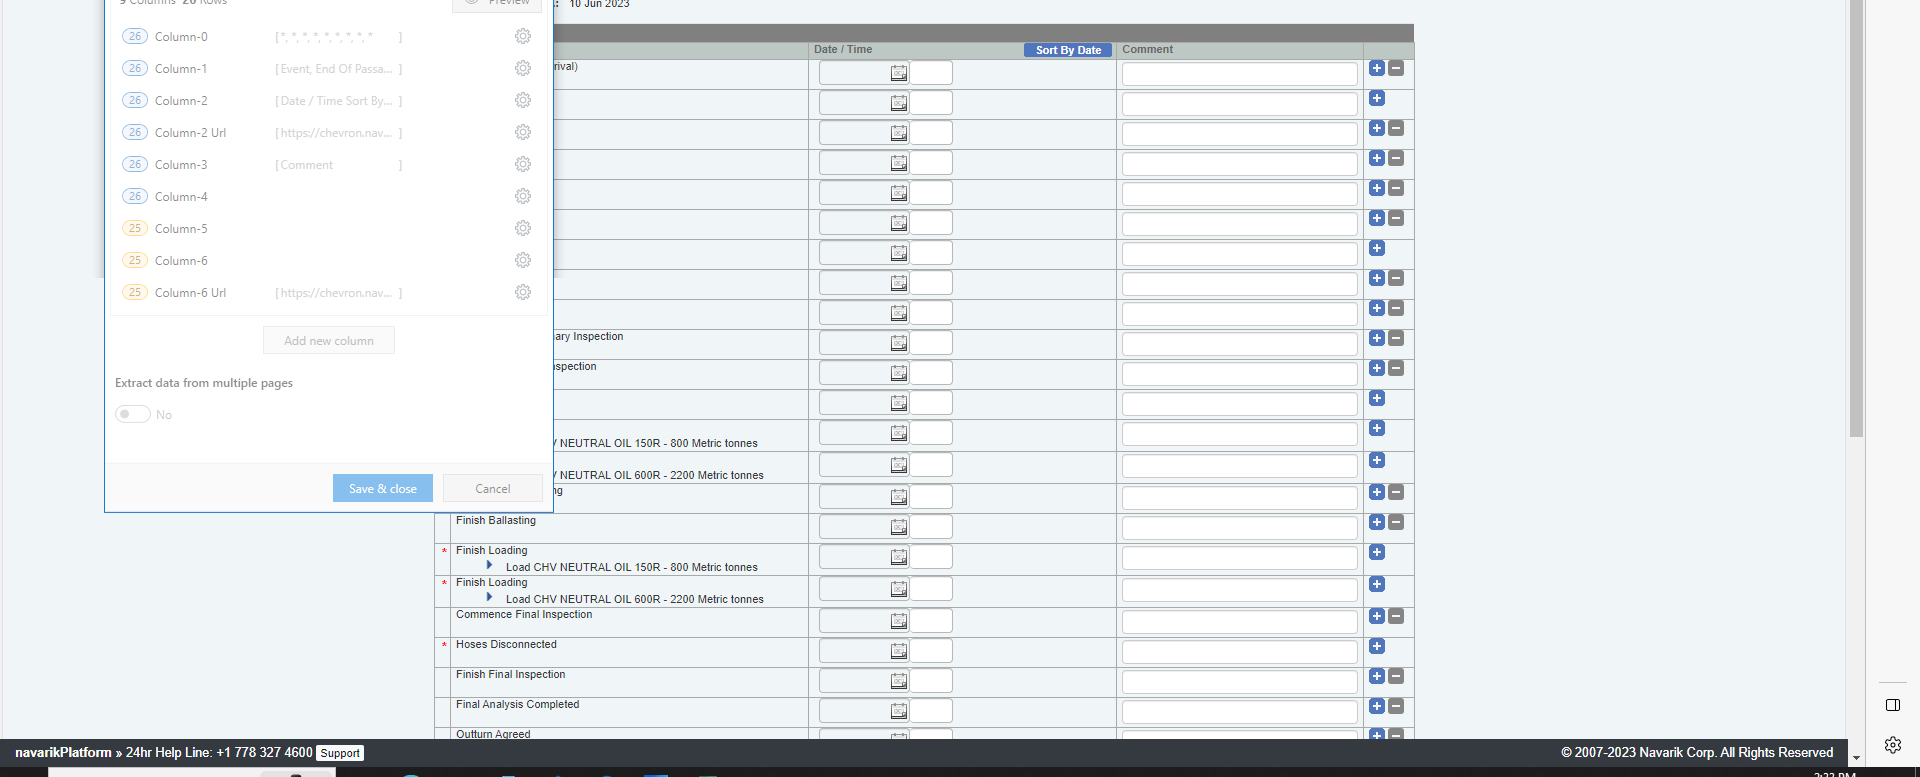 9 Columns 26 Rows
Preview
26 Column-0 [*,*,*,*,*,*,*,*,* ]
26 Column-1 [Event, End Of Passa... ]
26 Column-2 [Date / Time Sort By... ]
26 Column-2 Url [https://chevron.nav... ]
26 Column-3 [Comment ]
26 Column-4
25 Column-5
25 Column-6
25 Column-6 Url [https://chevron.nav... ]
Add new column
Extract data from multiple pages
No
Save & close
Cancel
: 10 Jun 2023
Date / Time Sort By Date Comment
rival)
ary Inspection
spection
V NEUTRAL OIL 150R - 800 Metric tonnes
V NEUTRAL OIL 600R - 2200 Metric tonnes
ng
Finish Ballasting
* Finish Loading
Load CHV NEUTRAL OIL 150R - 800 Metric tonnes
* Finish Loading
Load CHV NEUTRAL OIL 600R - 2200 Metric tonnes
Commence Final Inspection
* Hoses Disconnected
Finish Final Inspection
Final Analysis Completed
Outturn Agreed
navarikPlatform » 24hr Help Line: +1 778 327 4600 Support
© 2007-2023 Navarik Corp. All Rights Reserved